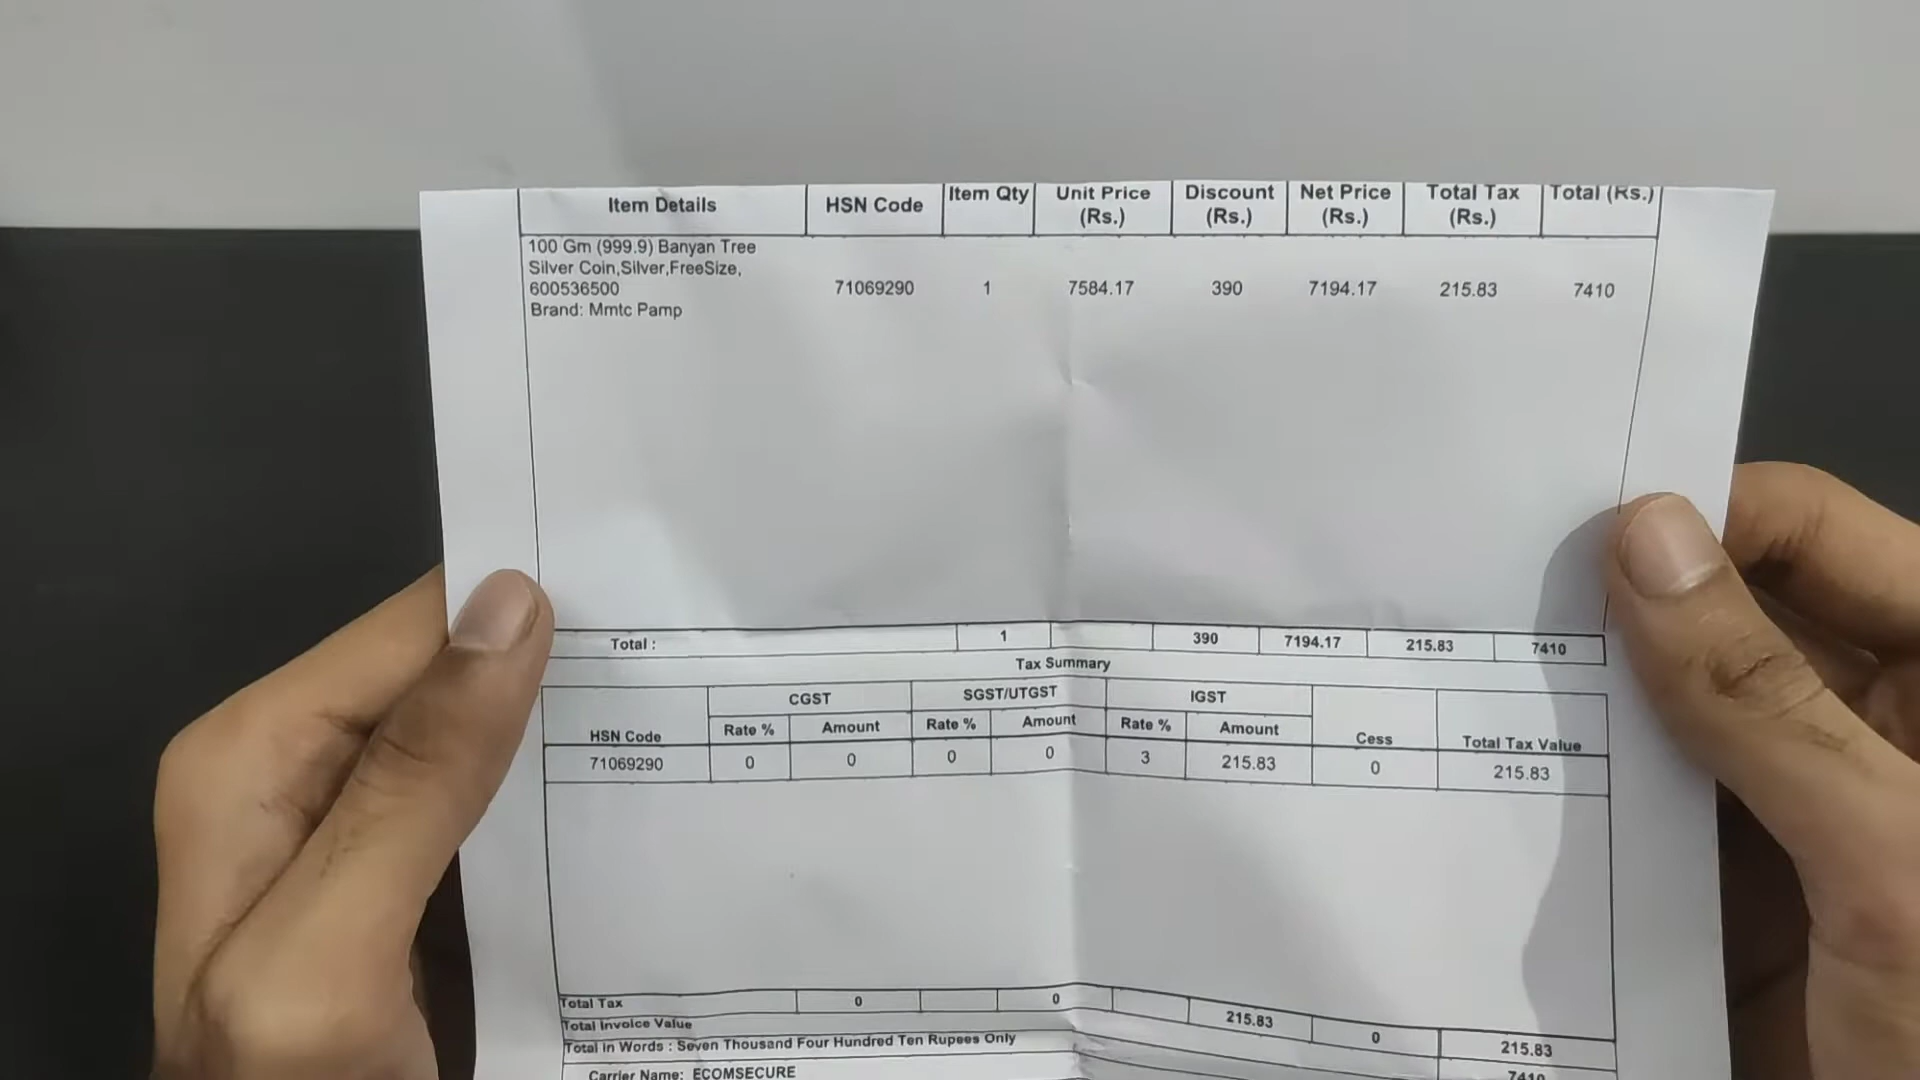 Item Details HSN Code Item Qty Unit Price (Rs.) Discount (Rs.) Net Price (Rs.) Total Tax (Rs.) Total (Rs.)
100 Gm (999.9) Banyan Tree
Silver Coin,Silver,FreeSize,
600536500 71069290 1 7584.17 390 7194.17 215.83 7410
Brand: Mmtc Pamp
Total : 1 390 7194.17 215.83 7410
Tax Summary
HSN Code CGST SGST/UTGST IGST Cess Total Tax Value
Rate % Amount Rate % Amount Rate % Amount
71069290 0 0 0 0 3 215.83 0 215.83
Total Tax 0 0 215.83 0 215.83
Total Invoice Value 7410
Total in Words : Seven Thousand Four Hundred Ten Rupees Only
Carrier Name: ECOMSECURE